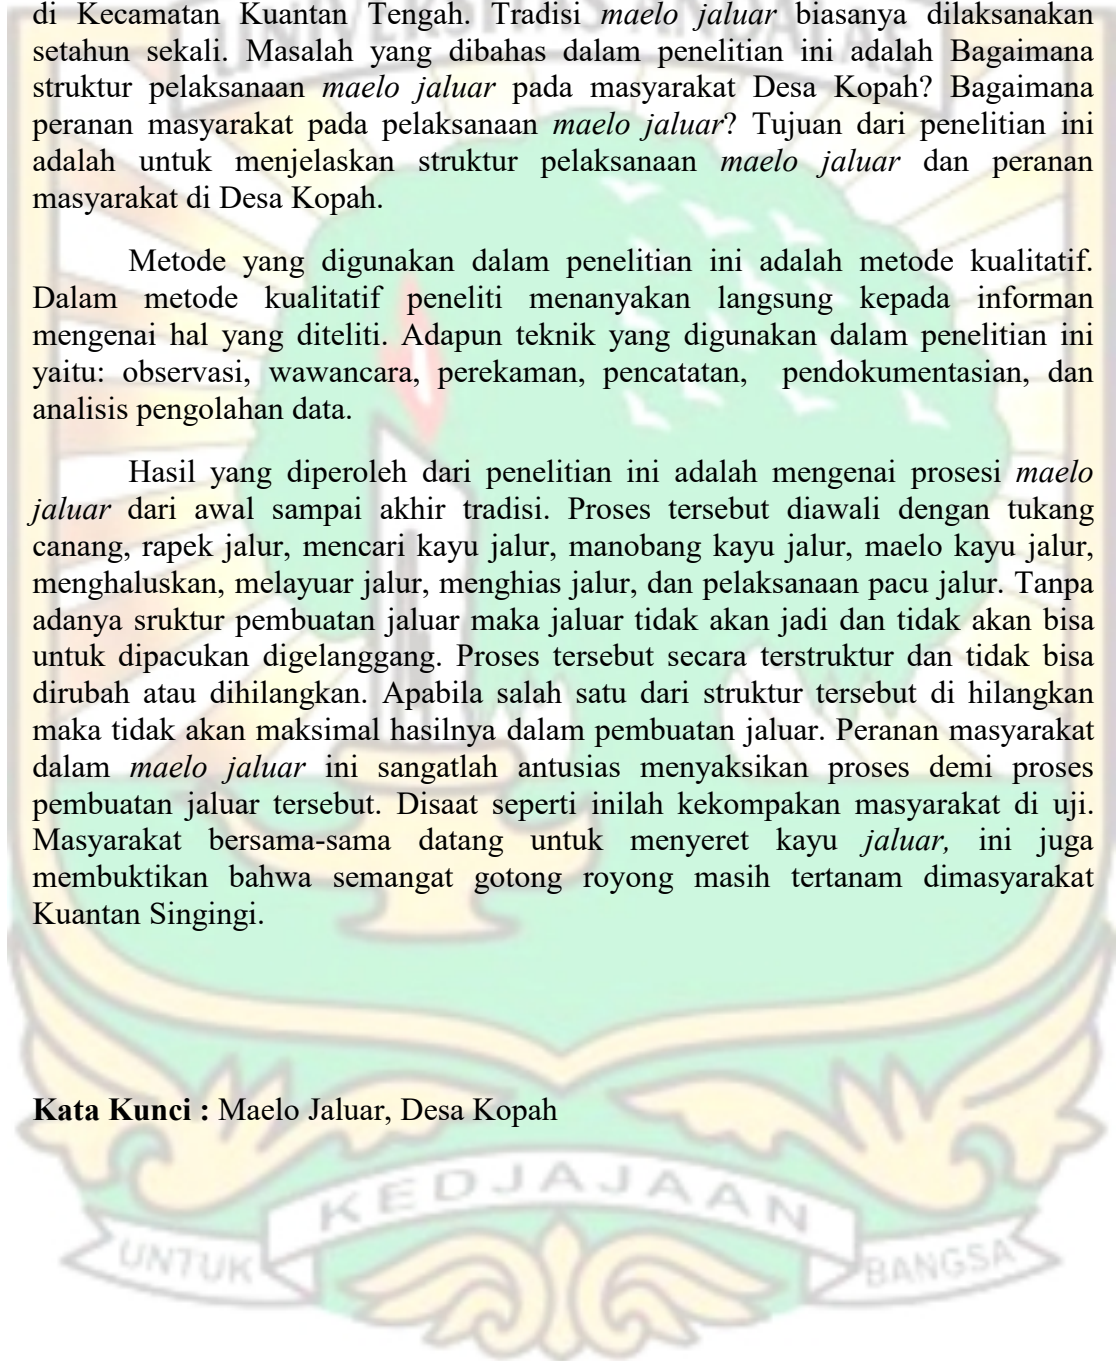 di Kecamatan Kuantan Tengah. Tradisi maelo jaluar biasanya dilaksanakan
setahun sekali. Masalah yang dibahas dalam penelitian ini adalah Bagaimana
struktur pelaksanaan maelo jaluar pada masyarakat Desa Kopah? Bagaimana
peranan masyarakat pada pelaksanaan maelo jaluar? Tujuan dari penelitian ini
adalah untuk menjelaskan struktur pelaksanaan maelo jaluar dan peranan
masyarakat di Desa Kopah.
Metode yang digunakan dalam penelitian ini adalah metode kualitatif.
Dalam metode kualitatif peneliti menanyakan langsung kepada informan
mengenai hal yang diteliti. Adapun teknik yang digunakan dalam penelitian ini
yaitu: observasi, wawancara, perekaman, pencatatan, pendokumentasian, dan
analisis pengolahan data.
Hasil yang diperoleh dari penelitian ini adalah mengenai prosesi maelo
jaluar dari awal sampai akhir tradisi. Proses tersebut diawali dengan tukang
canang, rapek jalur, mencari kayu jalur, manobang kayu jalur, maelo kayu jalur,
menghaluskan, melayuar jalur, menghias jalur, dan pelaksanaan pacu jalur. Tanpa
adanya sruktur pembuatan jaluar maka jaluar tidak akan jadi dan tidak akan bisa
untuk dipacukan digelanggang. Proses tersebut secara terstruktur dan tidak bisa
dirubah atau dihilangkan. Apabila salah satu dari struktur tersebut di hilangkan
maka tidak akan maksimal hasilnya dalam pembuatan jaluar. Peranan masyarakat
dalam maelo jaluar ini sangatlah antusias menyaksikan proses demi proses
pembuatan jaluar tersebut. Disaat seperti inilah kekompakan masyarakat di uji.
Masyarakat bersama-sama datang untuk menyeret kayu jaluar, ini juga
membuktikan bahwa semangat gotong royong masih tertanam dimasyarakat
Kuantan Singingi.
Kata Kunci : Maelo Jaluar, Desa Kopah
UNTUK KEDJAJAAN BANGSA